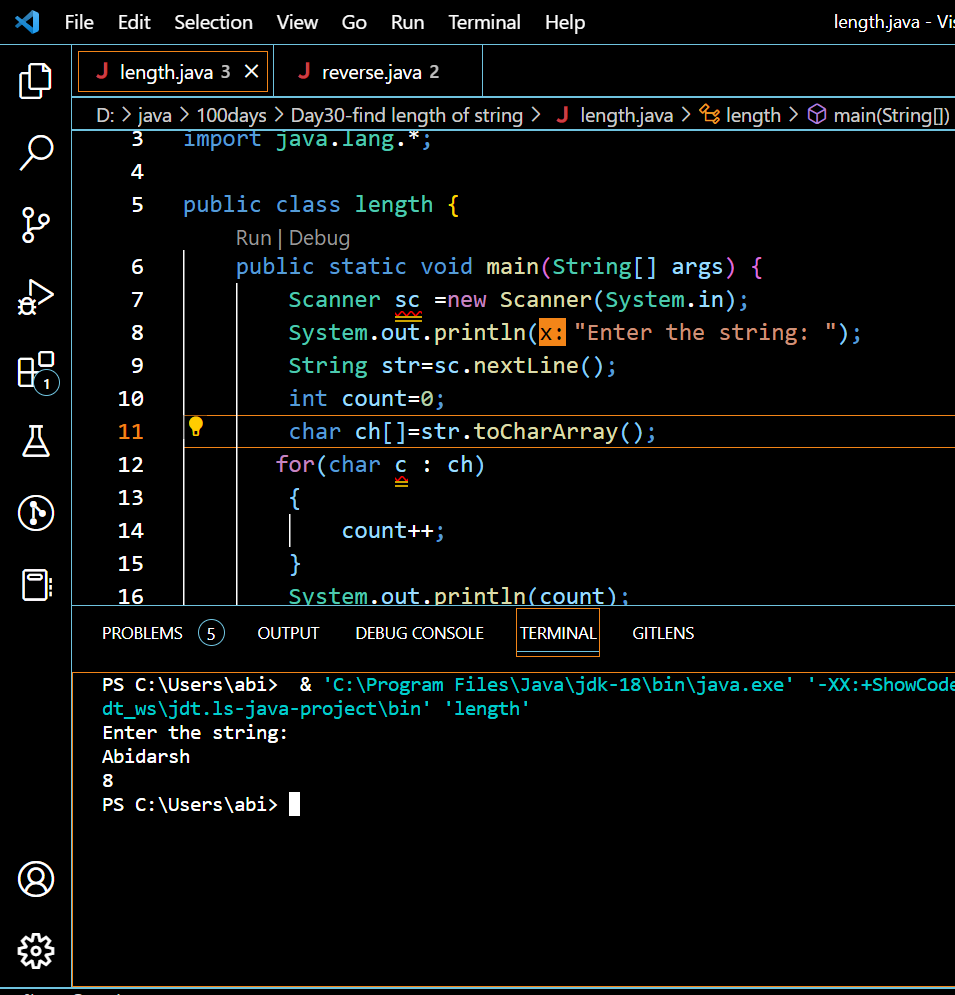 File Edit Selection View Go Run Terminal Help length.java - Vis
length.java 3 reverse.java 2
D: > java > 100days > Day30-find length of string > length.java > length > main(String[])
3 import java.lang.*;
4
5 public class length {
Run | Debug
6 public static void main(String[] args) {
7 Scanner sc =new Scanner(System.in);
8 System.out.println(x: "Enter the string: ");
9 String str=sc.nextLine();
10 int count=0;
11 char ch[]=str.toCharArray();
12 for(char c : ch)
13 {
14 count++;
15 }
16 System.out.println(count);
1
PROBLEMS 5 OUTPUT DEBUG CONSOLE TERMINAL GITLENS
PS C:\Users\abi> & 'C:\Program Files\Java\jdk-18\bin\java.exe' '-XX:+ShowCode
dt_ws\jdt.ls-java-project\bin' 'length'
Enter the string:
Abidarsh
8
PS C:\Users\abi>